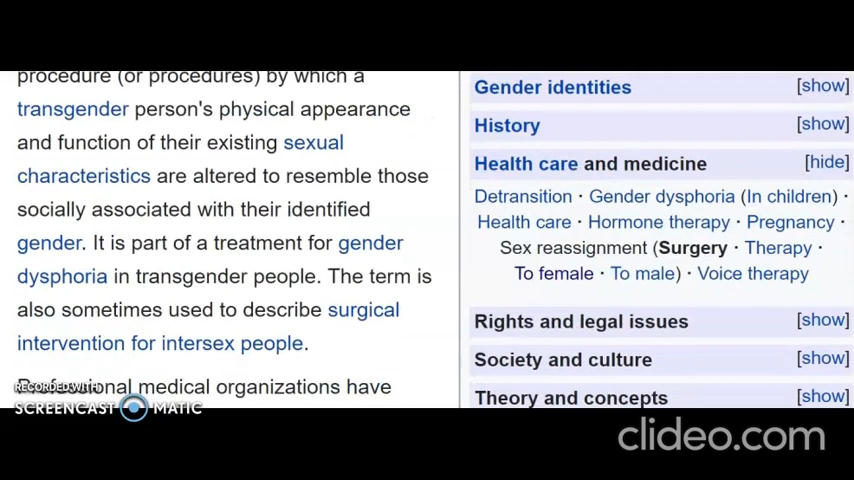 procedure (or procedures) by which a
transgender person's physical appearance
and function of their existing sexual
characteristics are altered to resemble those
socially associated with their identified
gender. It is part of a treatment for gender
dysphoria in transgender people. The term is
also sometimes used to describe surgical
intervention for intersex people.
Professional medical organizations have
RECORDED WITH
SCREENCAST MATIC
Gender identities [show]
History [show]
Health care and medicine [hide]
Detransition · Gender dysphoria (In children) ·
Health care · Hormone therapy · Pregnancy ·
Sex reassignment (Surgery · Therapy ·
To female · To male) · Voice therapy
Rights and legal issues [show]
Society and culture [show]
Theory and concepts [show]
clideo.com